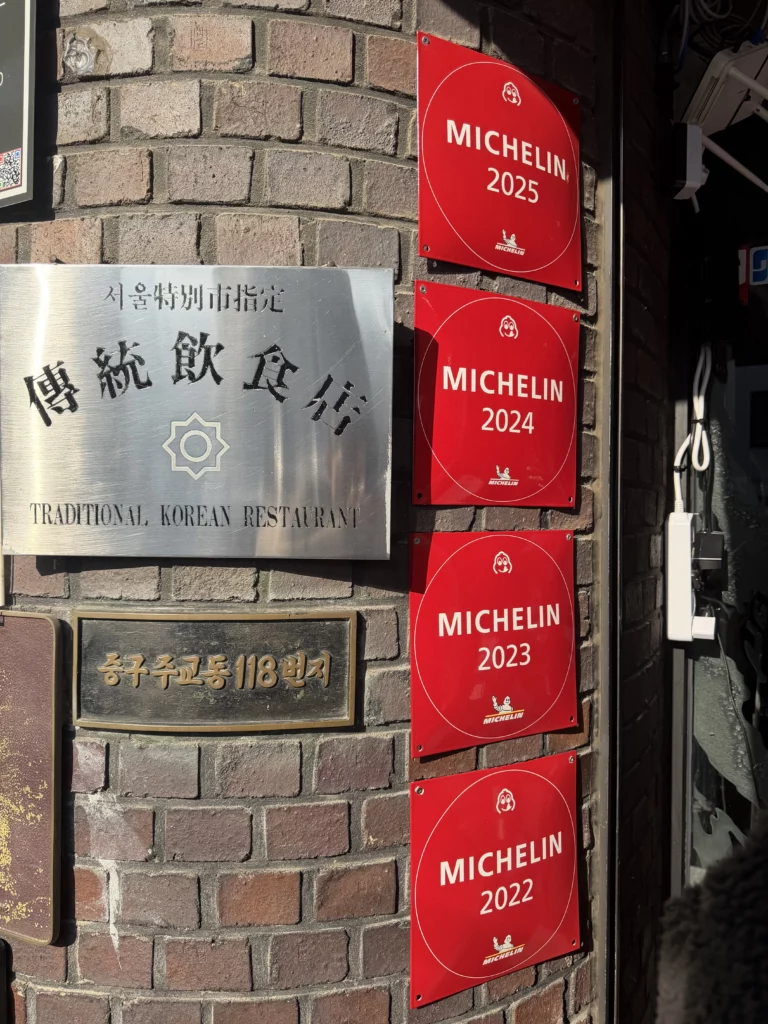 서울特別市指定
傳統飮食店
TRADITIONAL KOREAN RESTAURANT
중구주교동118번지
MICHELIN
2025
MICHELIN
MICHELIN
2024
MICHELIN
MICHELIN
2023
MICHELIN
MICHELIN
2022
MICHELIN